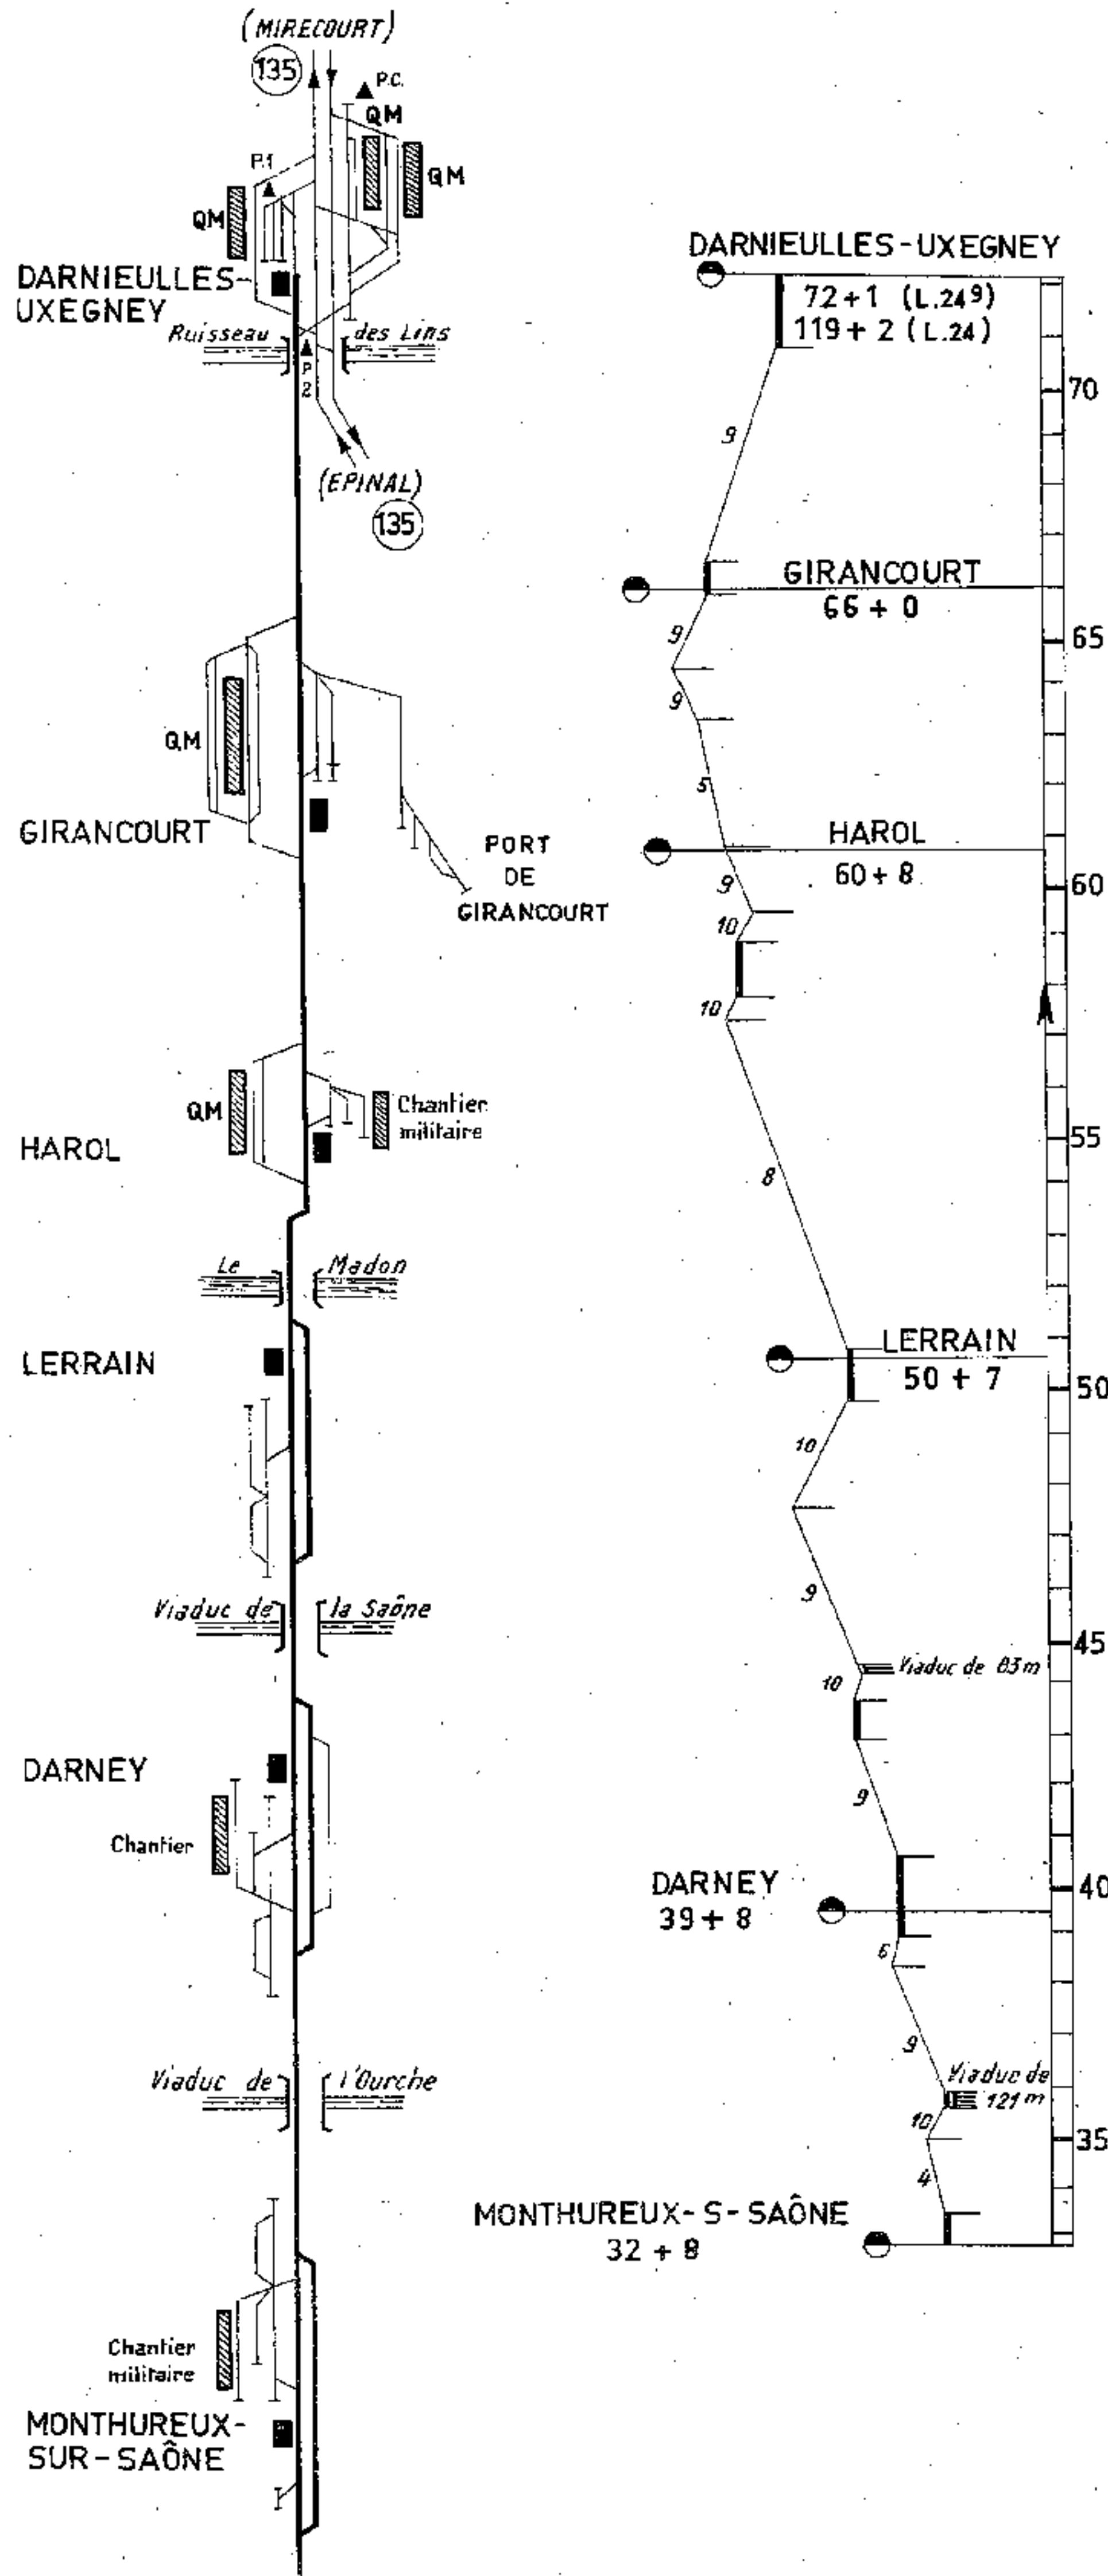 (MIRECOURT)
135
P.C.
QM
P.1
QM
QM
DARNIEULLES-
UXEGNEY
Ruisseau des Lins
P
2
(EPINAL)
135
QM
GIRANCOURT
PORT
DE
GIRANCOURT
QM
Chantier
militaire
HAROL
Le Madon
LERRAIN
Viaduc de la Saône
DARNEY
Chantier
Viaduc de l'Ourche
Chantier
militaire
MONTHUREUX-
SUR-SAÔNE
DARNIEULLES-UXEGNEY
72+1 (L.24⁹)
119+2 (L.24)
70
9
GIRANCOURT
66+0
65
9
9
5
HAROL
60+8
60
9
10
10
55
8
LERRAIN
50+7
50
10
9
45
Viaduc de 83m
10
9
DARNEY
39+8
40
6
9
Viaduc de
121m
10
35
4
MONTHUREUX-S-SAÔNE
32+8